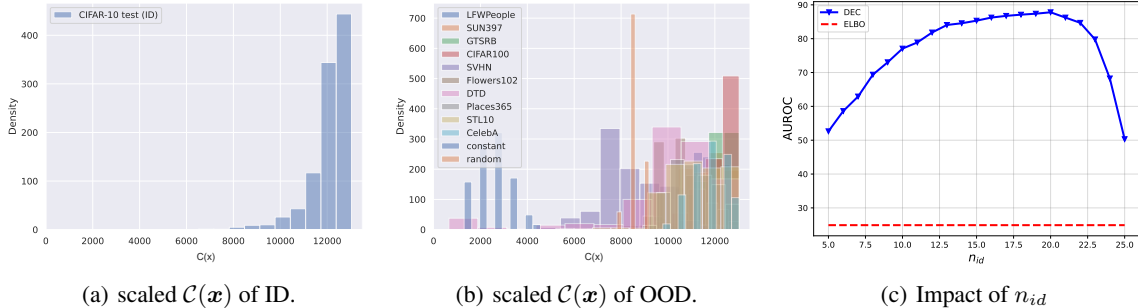 CIFAR-10 test (ID)
400
300
200
100
0
Density
0 2000 4000 6000 8000 10000 12000
C(x)
(a) scaled C(x) of ID.
LFWPeople
SUN397
GTSRB
CIFAR100
SVHN
Flowers102
DTD
Places365
STL10
CelebA
constant
random
700
600
500
400
300
200
100
0
Density
0 2000 4000 6000 8000 10000 12000
C(x)
(b) scaled C(x) of OOD.
DEC
ELBO
90
80
70
60
50
40
30
AUROC
5.0 7.5 10.0 12.5 15.0 17.5 20.0 22.5 25.0
n_id
(c) Impact of n_id